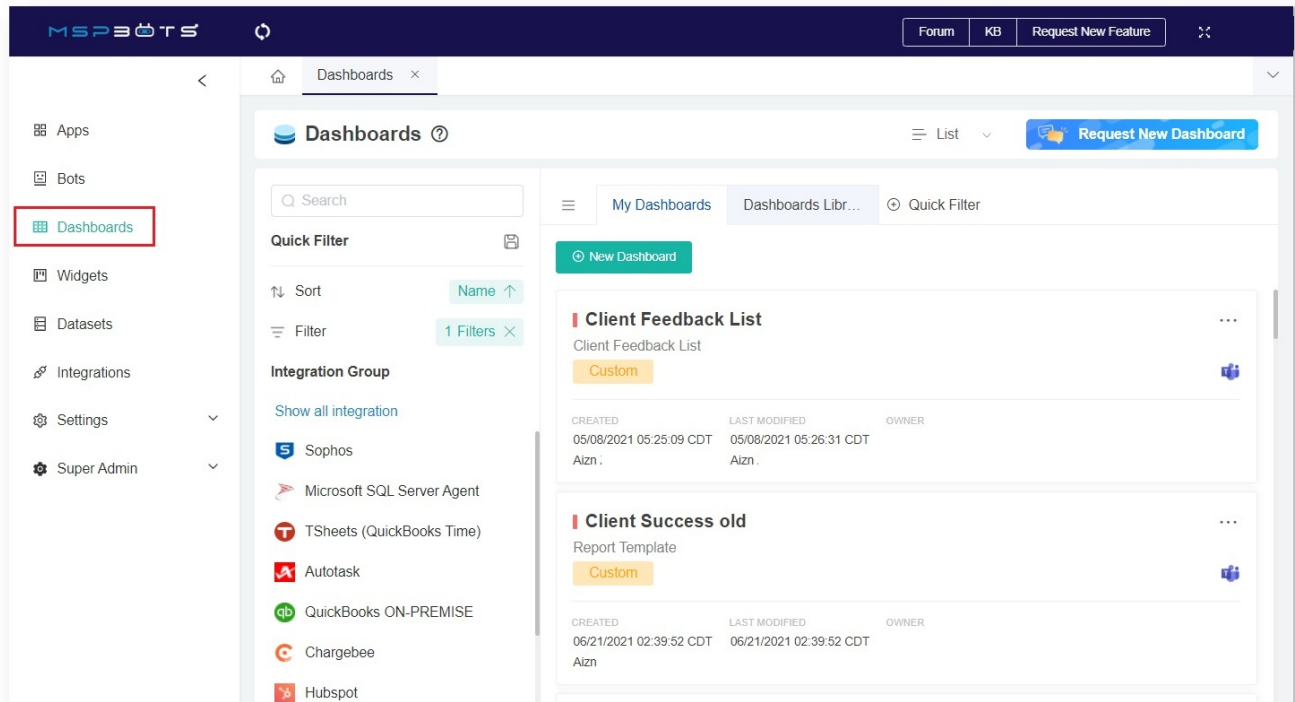 MSPBOTS
Forum KB Request New Feature
Dashboards ×
Apps
Bots
Dashboards
Widgets
Datasets
Integrations
Settings
Super Admin
Dashboards
List
Request New Dashboard
Search
Quick Filter
Sort Name ↑
Filter 1 Filters ×
Integration Group
Show all integration
Sophos
Microsoft SQL Server Agent
TSheets (QuickBooks Time)
Autotask
QuickBooks ON-PREMISE
Chargebee
Hubspot
My Dashboards Dashboards Libr... Quick Filter
New Dashboard
Client Feedback List ...
Client Feedback List
Custom
CREATED LAST MODIFIED OWNER
05/08/2021 05:25:09 CDT 05/08/2021 05:26:31 CDT
Aizn Aizn
Client Success old ...
Report Template
Custom
CREATED LAST MODIFIED OWNER
06/21/2021 02:39:52 CDT 06/21/2021 02:39:52 CDT
Aizn